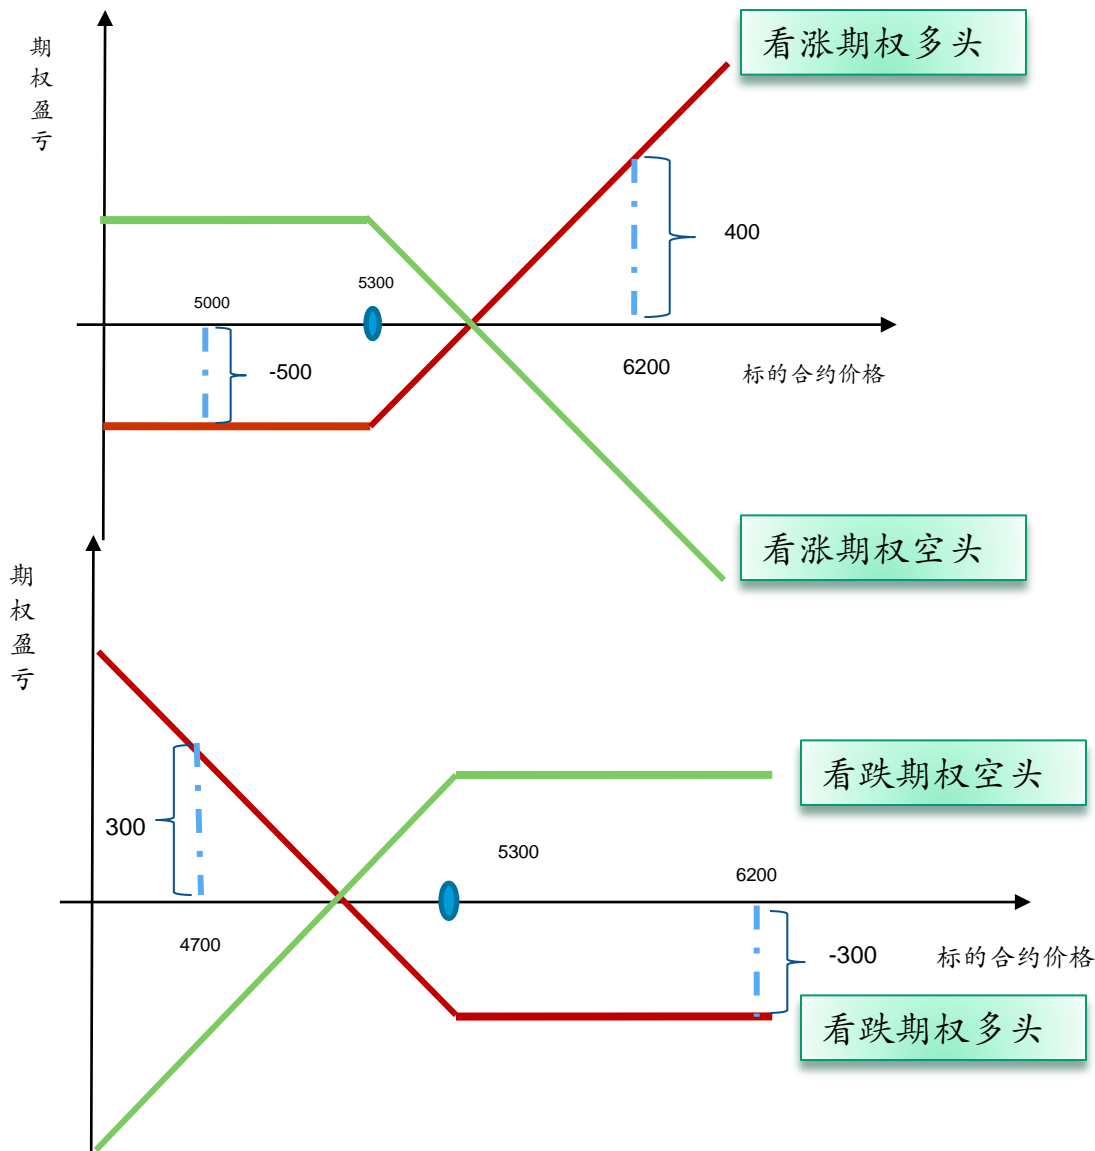 看涨期权多头
期
权
盈
亏
400
5000
5300
-500
6200
标的合约价格
看涨期权空头
期
权
盈
亏
看跌期权空头
300
5300
6200
4700
-300
标的合约价格
看跌期权多头